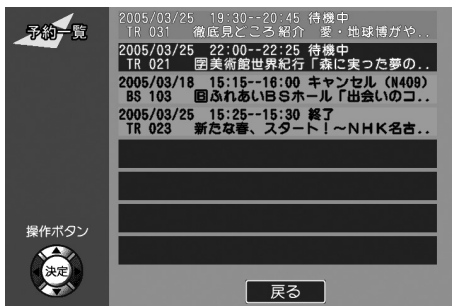 予約一覧
2005/03/25 19:30--20:45 待機中
TR 031 徹底見どころ紹介 愛・地球博がや..
2005/03/25 22:00--22:25 待機中
TR 021 字美術館世界紀行「森に実った夢の..
2005/03/18 15:15--16:00 キャンセル(N409)
BS 103 回ふれあいBSホール「出会いのコ..
2005/03/25 15:25--15:30 終了
TR 023 新たな春、スタート!~NHK名古..
操作ボタン
決定
戻る